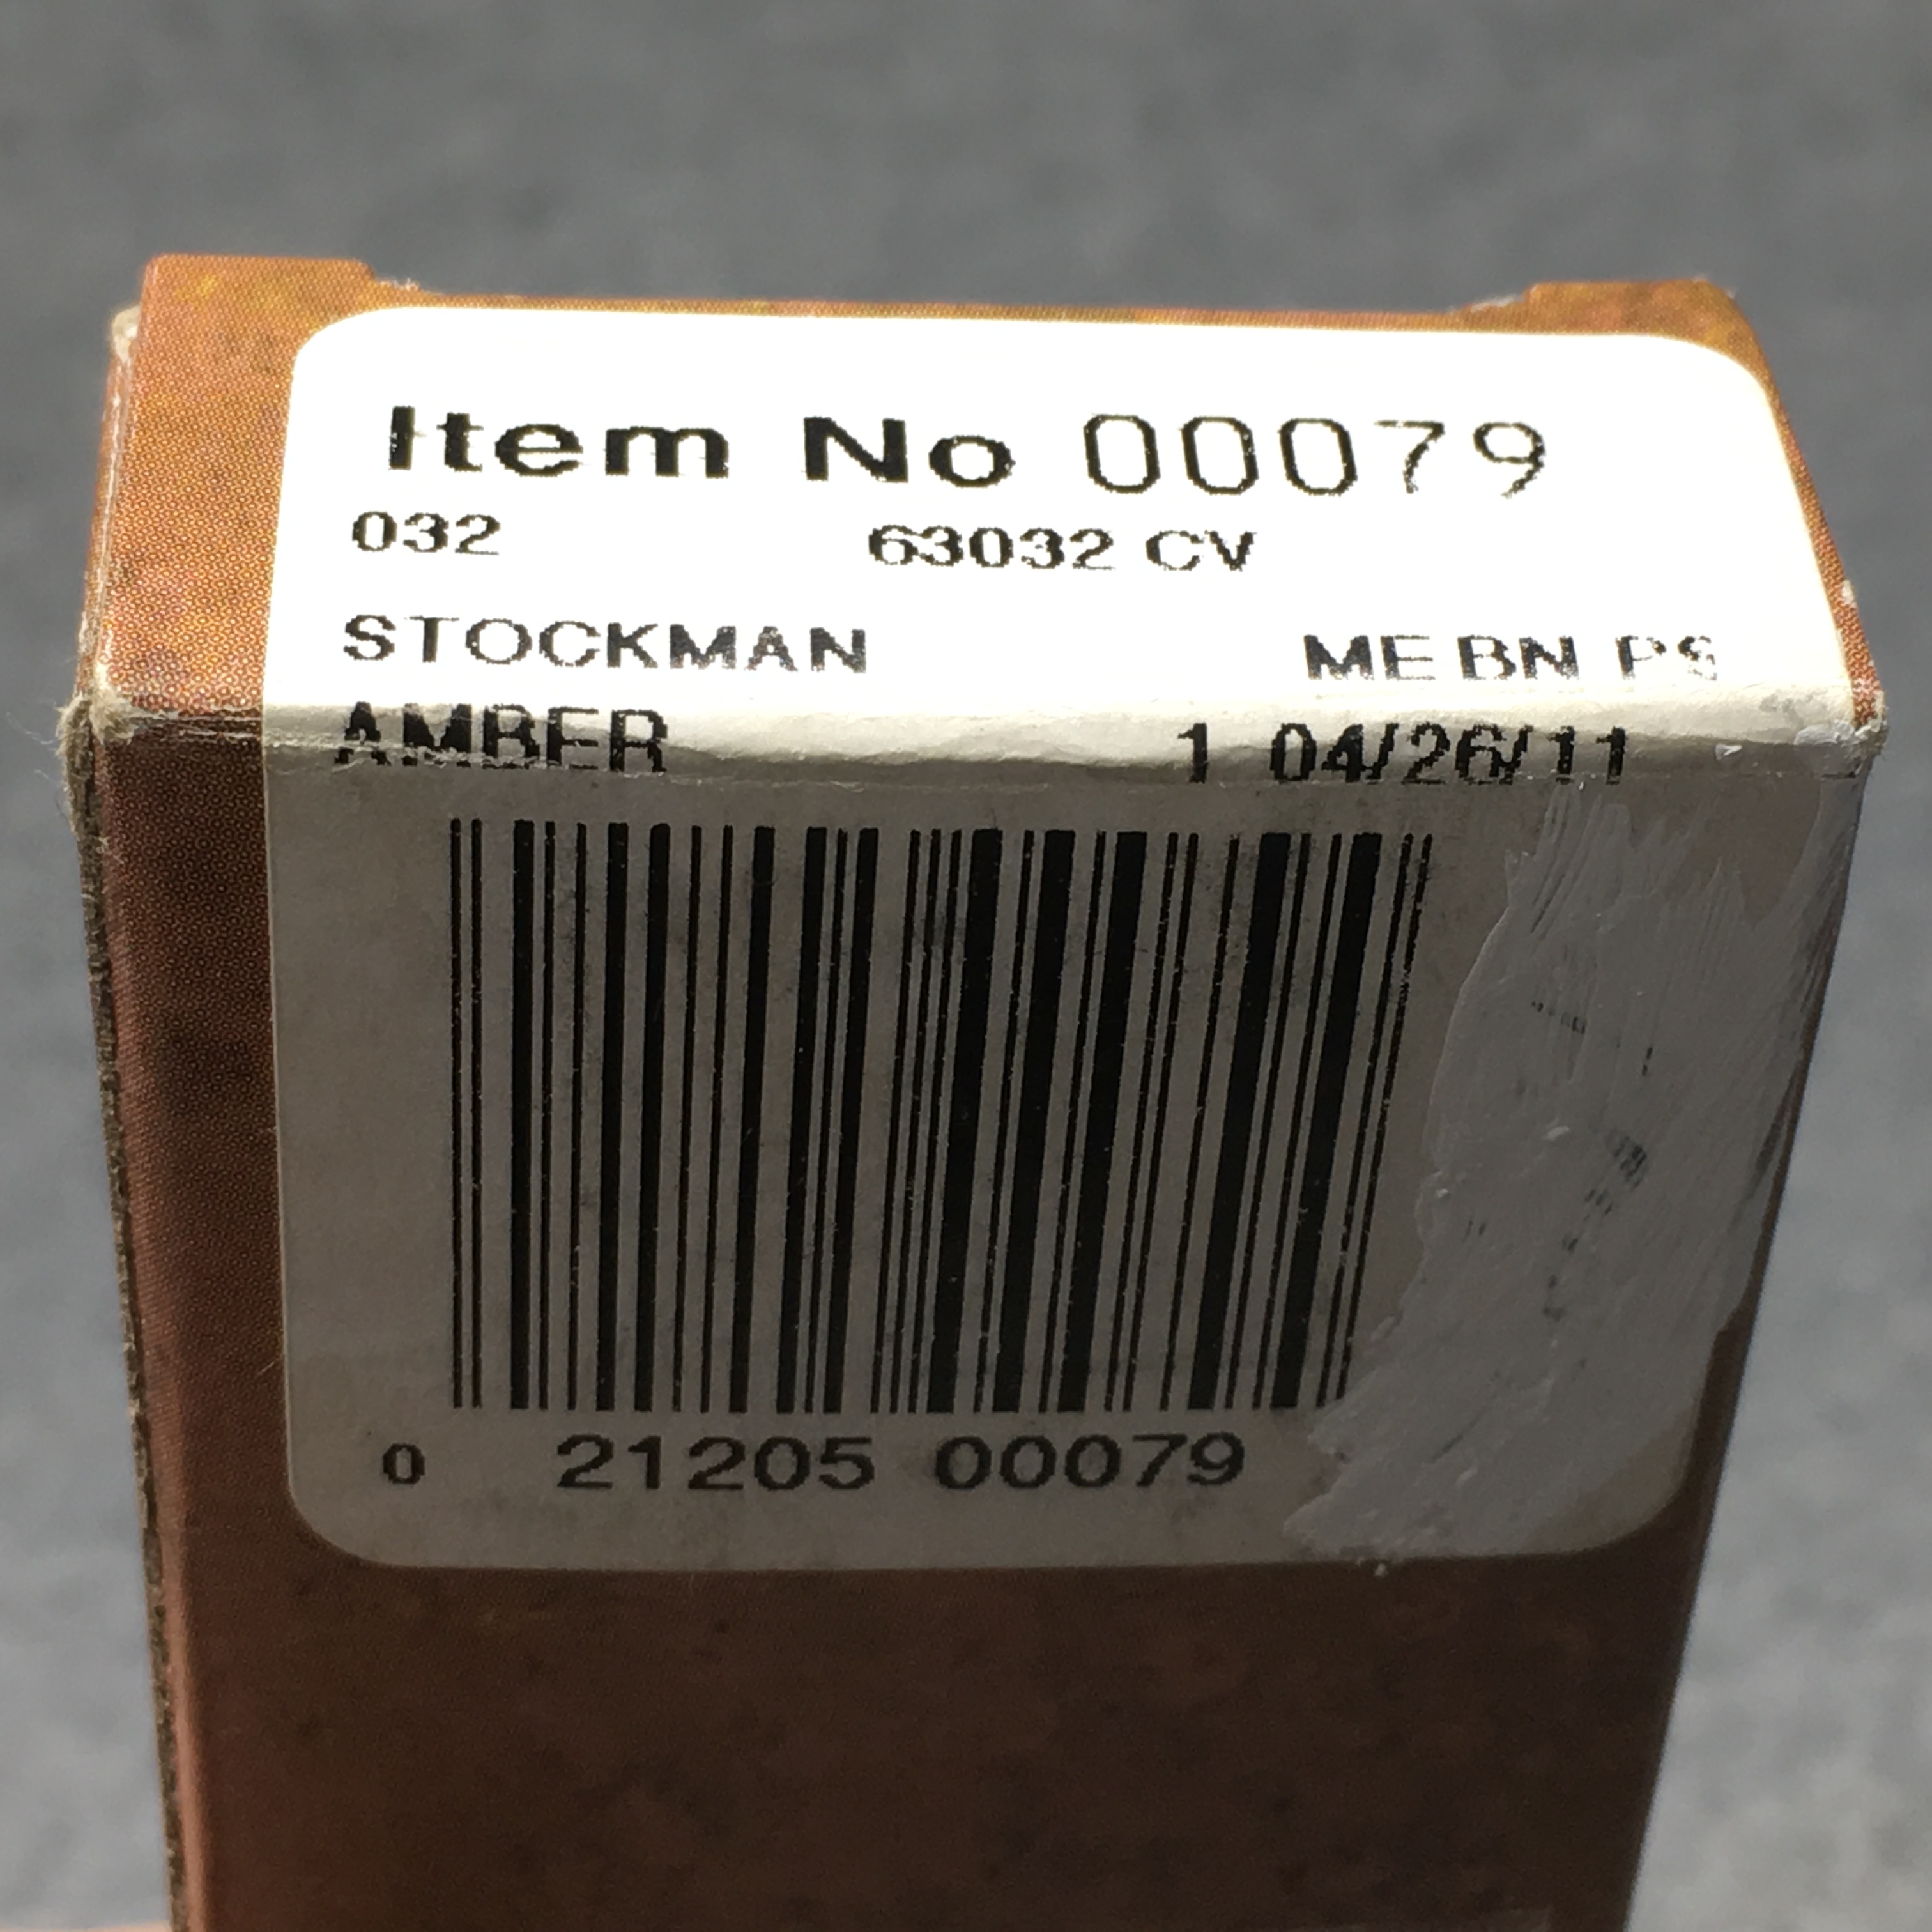 Item No 00079
032 63032 CV
STOCKMAN ME BN PS
AMBER 1 04/26/11
0 21205 00079